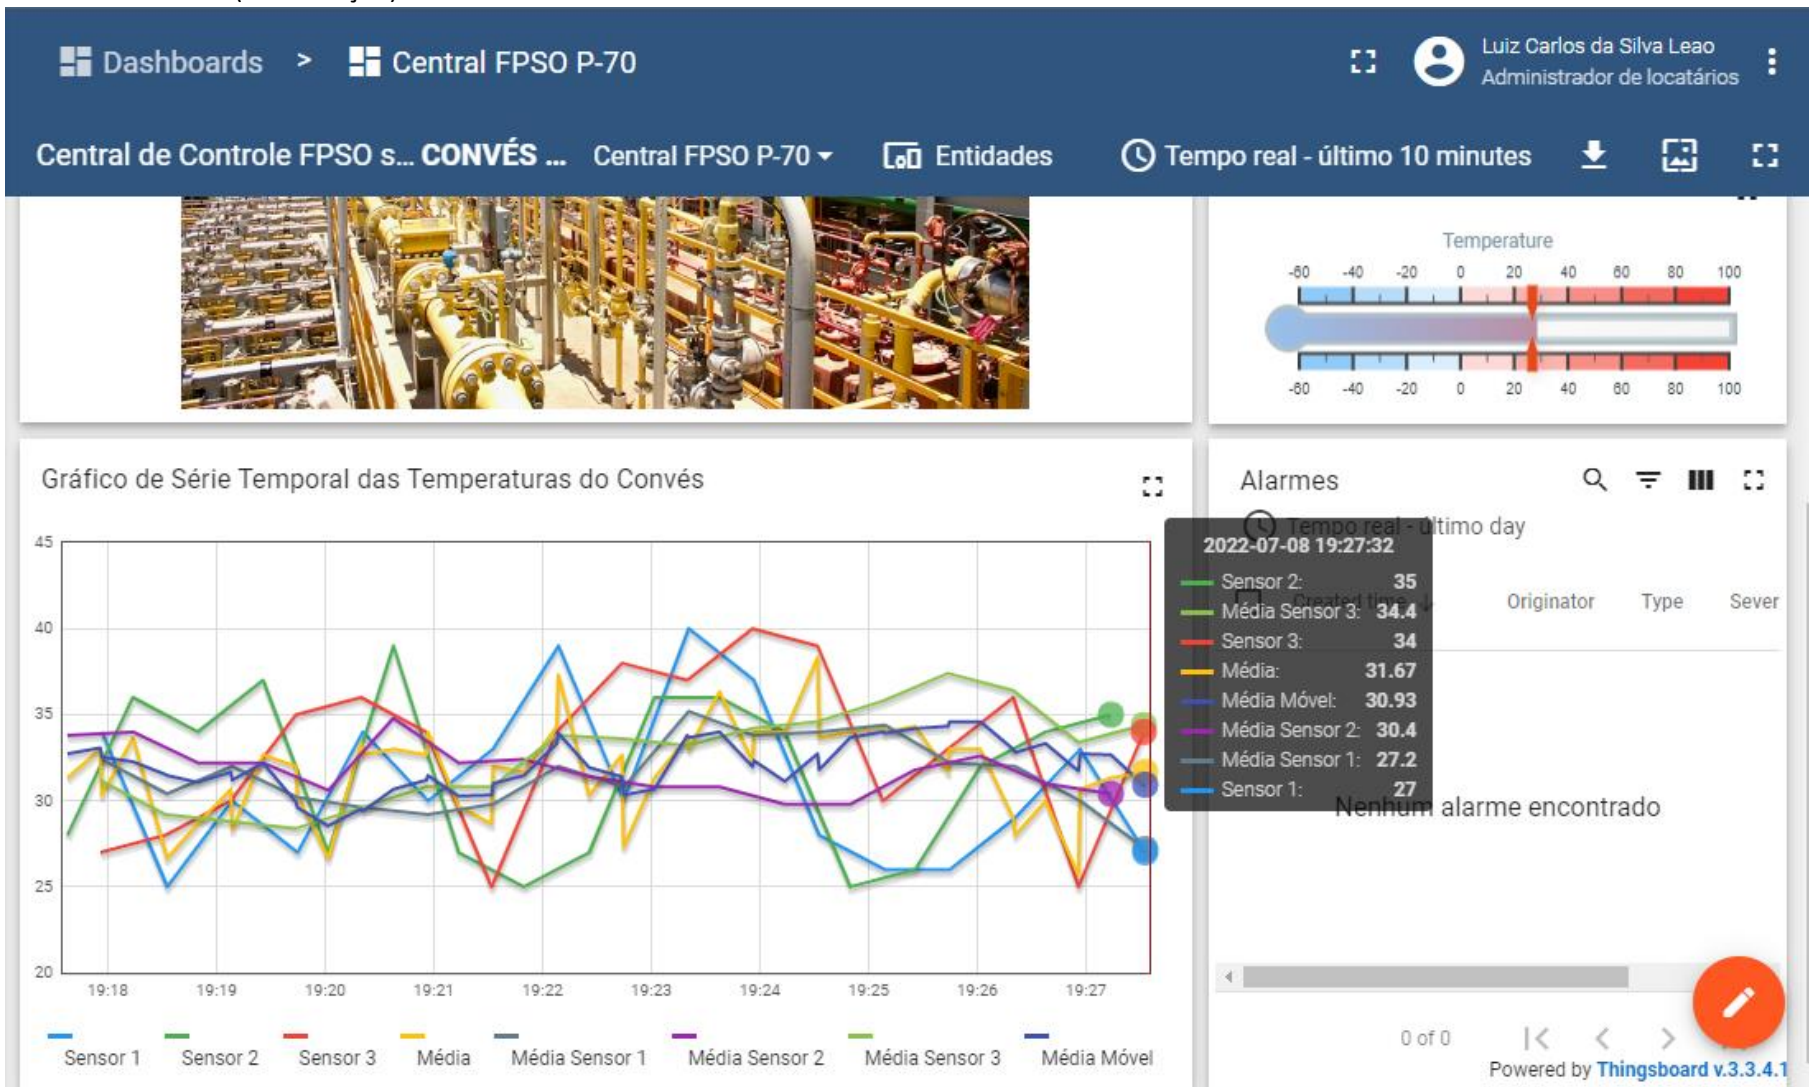 Dashboards > Central FPSO P-70
Luiz Carlos da Silva Leao
Administrador de locatários
Central de Controle FPSO s... CONVÉS ... Central FPSO P-70 Entidades Tempo real - último 10 minutes
Temperature
-60 -40 -20 0 20 40 60 80 100
-60 -40 -20 0 20 40 60 80 100
Gráfico de Série Temporal das Temperaturas do Convés
45
40
35
30
25
20
19:18 19:19 19:20 19:21 19:22 19:23 19:24 19:25 19:26 19:27
Sensor 1 Sensor 2 Sensor 3 Média Média Sensor 1 Média Sensor 2 Média Sensor 3 Média Móvel
2022-07-08 19:27:32
Sensor 2: 35
Média Sensor 3: 34.4
Sensor 3: 34
Média: 31.67
Média Móvel: 30.93
Média Sensor 2: 30.4
Média Sensor 1: 27.2
Sensor 1: 27
Alarmes
Tempo real - último day
Created time Originator Type Sever
Nenhum alarme encontrado
0 of 0
Powered by Thingsboard v.3.3.4.1